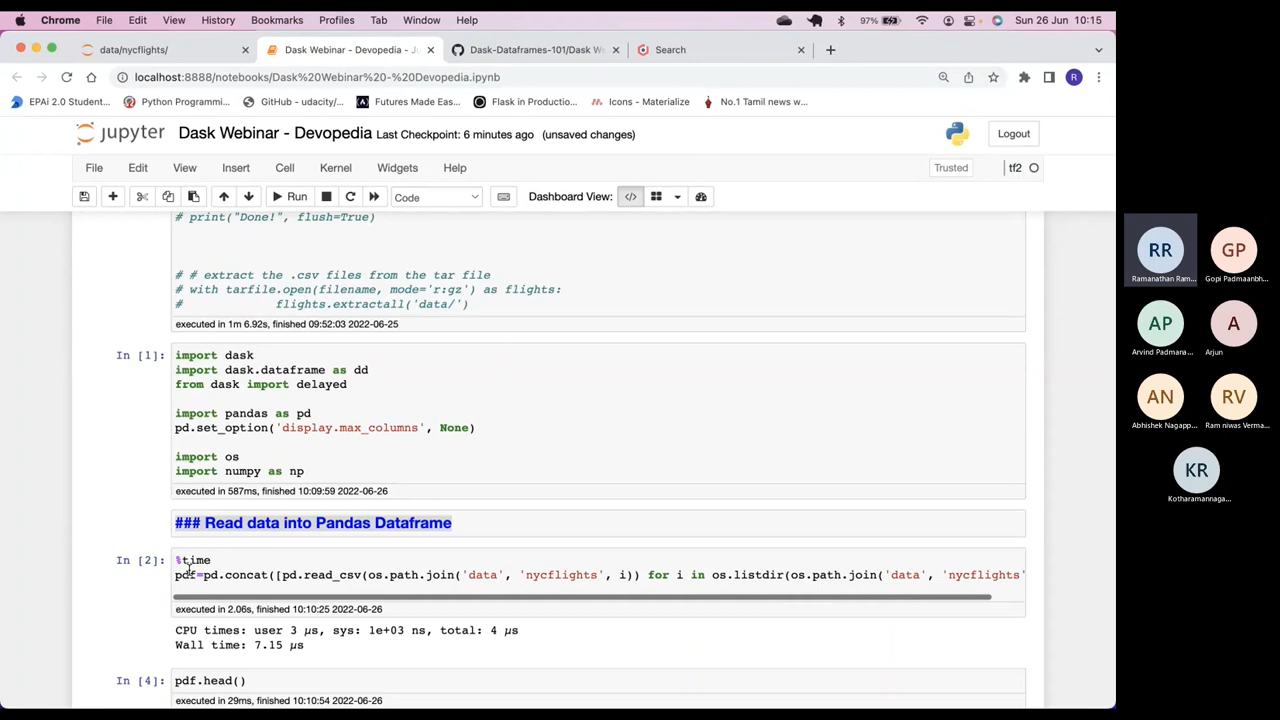 Chrome File Edit View History Bookmarks Profiles Tab Window Help 97% Sun 26 Jun 10:15
data/nycflights/ Dask Webinar - Devopedia - J Dask-Dataframes-101/Dask We Search
localhost:8888/notebooks/Dask%20Webinar%20-%20Devopedia.ipynb R
EPAi 2.0 Student... Python Programmi... GitHub - udacity/... Futures Made Eas... Flask in Productio... Icons - Materialize No.1 Tamil news w...
jupyter Dask Webinar - Devopedia Last Checkpoint: 6 minutes ago (unsaved changes) Logout
File Edit View Insert Cell Kernel Widgets Help Trusted tf2
Run Code Dashboard View:
# print("Done!", flush=True)
# # extract the .csv files from the tar file
# with tarfile.open(filename, mode='r:gz') as flights:
# flights.extractall('data/')
executed in 1m 6.92s, finished 09:52:03 2022-06-25
In [1]: import dask
import dask.dataframe as dd
from dask import delayed
import pandas as pd
pd.set_option('display.max_columns', None)
import os
import numpy as np
executed in 587ms, finished 10:09:59 2022-06-26
### Read data into Pandas Dataframe
In [2]: %time
pdf=pd.concat([pd.read_csv(os.path.join('data', 'nycflights', i)) for i in os.listdir(os.path.join('data', 'nycflights'
executed in 2.06s, finished 10:10:25 2022-06-26
CPU times: user 3 µs, sys: 1e+03 ns, total: 4 µs
Wall time: 7.15 µs
In [4]: pdf.head()
executed in 29ms, finished 10:10:54 2022-06-26
RR GP
Ramanathan Ram... Gopi Padmaanbh...
AP A
Arvind Padmana... Arjun
AN RV
Abhishek Nagapp... Ram niwas Verma...
KR
Kotharamannaga...